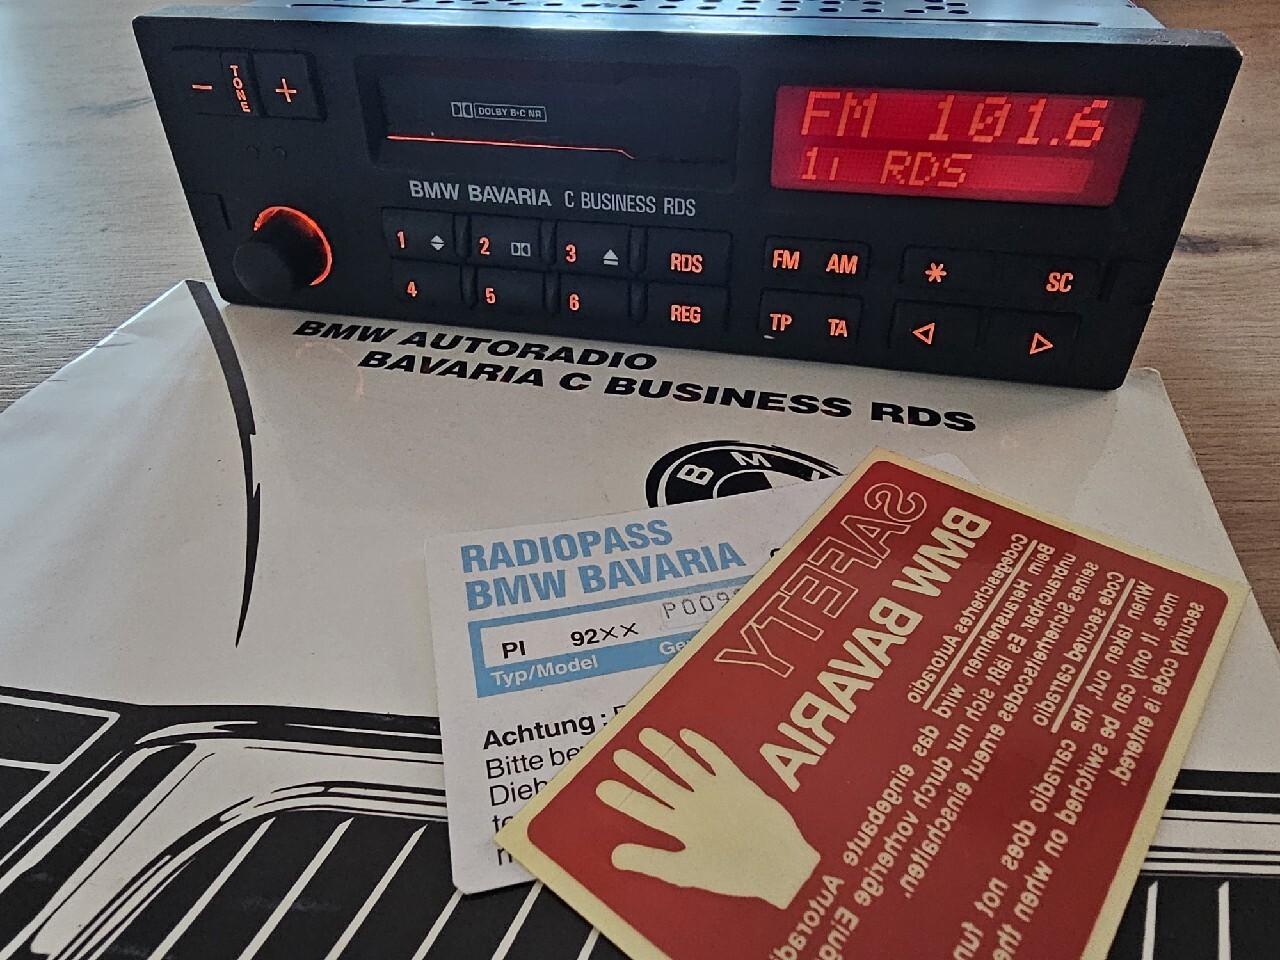 - TONE +
DOLBY B·C NR
FM 101.6
1 RDS
BMW BAVARIA C BUSINESS RDS
1 2 3 RDS FM AM * SC
4 5 6 REG TP TA
BMW AUTORADIO
BAVARIA C BUSINESS RDS
BM
RADIOPASS
BMW BAVARIA
PI 92×× P009
Typ/Model
Achtung :
Bitte
SAFETY
BMW BAVARIA
Codegesichertes Autoradio
Beim Herausnehmen wird das eingebaute Autoradio
unbrauchbar. Es läßt sich nur durch vorherige
seines Sicherheitscodes erneut einschalten.
Code secured carradio
When taken out, the carradio does not
more. It only can be switched on when the
security code is entered.